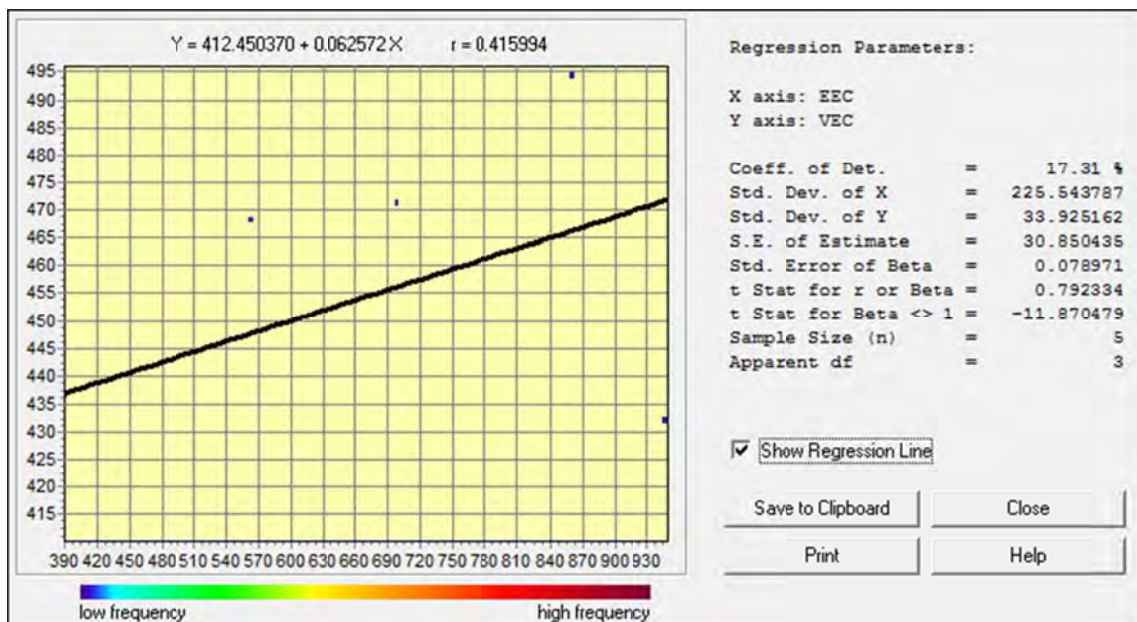 Y = 412.450370 + 0.062572 X r = 0.415994
495
490
485
480
475
470
465
460
455
450
445
440
435
430
425
420
415
390 420 450 480 510 540 570 600 630 660 690 720 750 780 810 840 870 900 930
low frequency high frequency
Regression Parameters:
X axis: EEC
Y axis: VEC
Coeff. of Det. = 17.31 %
Std. Dev. of X = 225.543787
Std. Dev. of Y = 33.925162
S.E. of Estimate = 30.850435
Std. Error of Beta = 0.078971
t Stat for r or Beta = 0.792334
t Stat for Beta <> 1 = -11.870479
Sample Size (n) = 5
Apparent df = 3
Show Regression Line
Save to Clipboard Close
Print Help